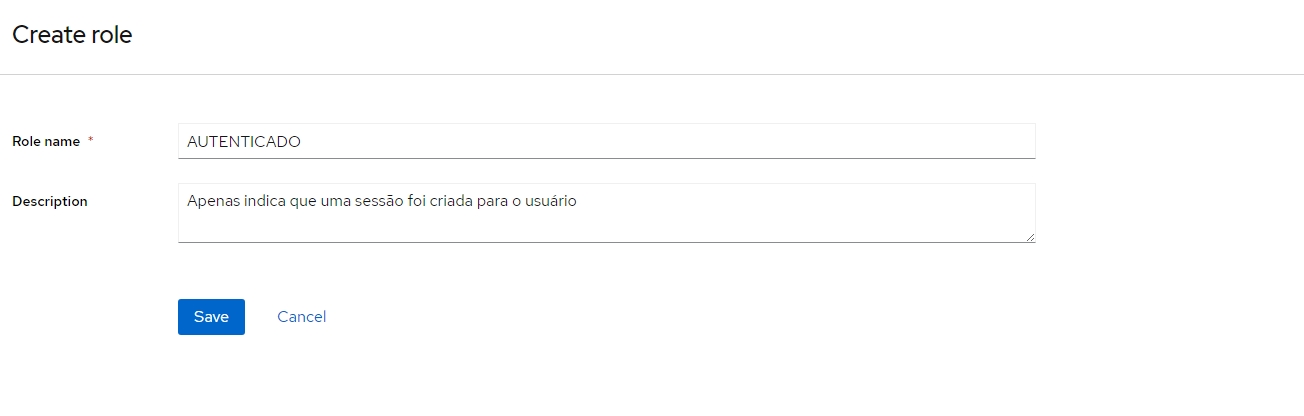 Create role
Role name *
AUTENTICADO
Description
Apenas indica que uma sessão foi criada para o usuário
Save Cancel